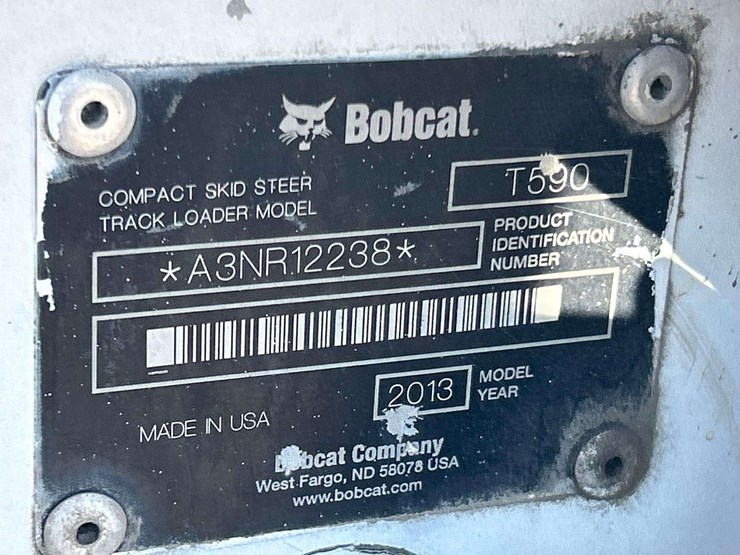 Bobcat.
COMPACT SKID STEER
TRACK LOADER MODEL
T590
*A3NR12238*
PRODUCT
IDENTIFICATION
NUMBER
2013
MODEL
YEAR
MADE IN USA
Bobcat Company
West Fargo, ND 58078 USA
www.bobcat.com